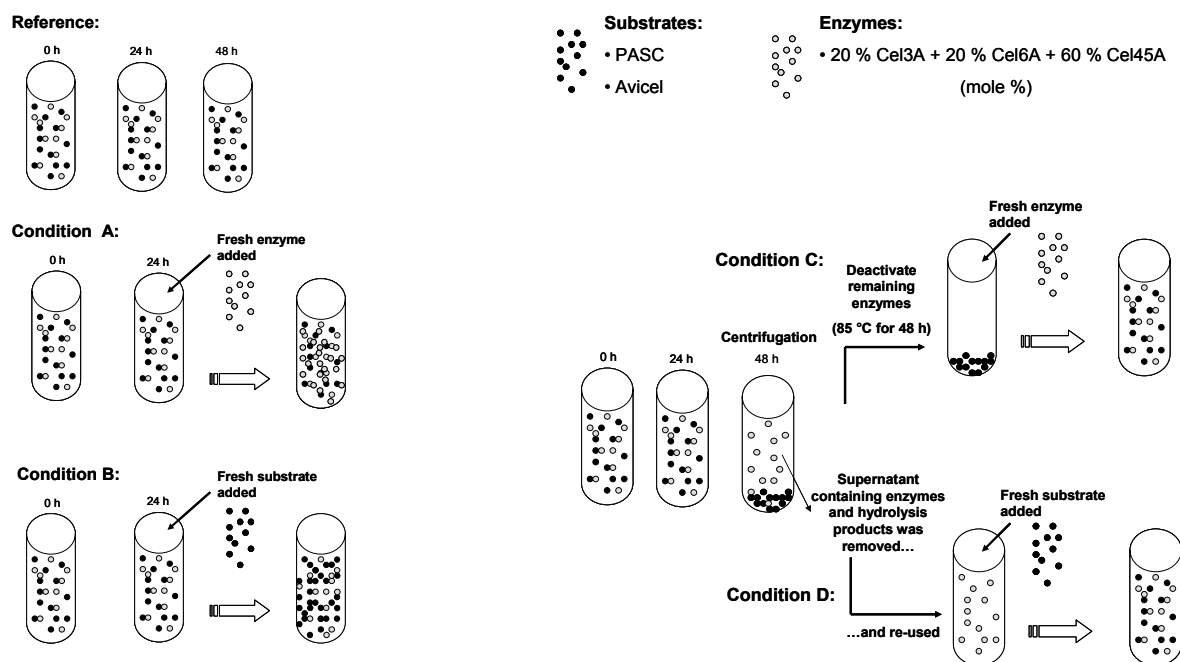 Reference:
0 h
24 h
48 h
Substrates:
• PASC
• Avicel
Enzymes:
• 20 % Cel3A + 20 % Cel6A + 60 % Cel45A
(mole %)
Condition A:
0 h
24 h
Fresh enzyme
added
Condition B:
0 h
24 h
Fresh substrate
added
Condition C:
0 h
24 h
Centrifugation
48 h
Deactivate
remaining
enzymes
(85 °C for 48 h)
Fresh enzyme
added
Supernatant
containing enzymes
and hydrolysis
products was
removed…
Condition D:
…and re-used
Fresh substrate
added